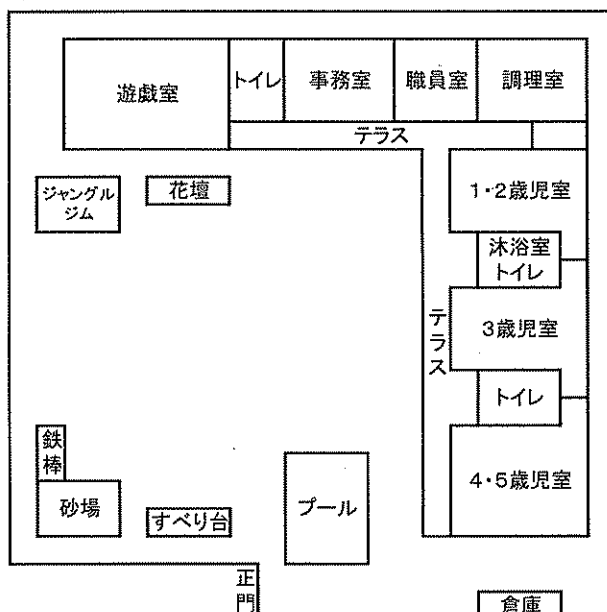 遊戯室
トイレ
事務室
職員室
調理室
テラス
ジャングル
ジム
花壇
1・2歳児室
沐浴室
トイレ
テラス
3歳児室
トイレ
鉄棒
砂場
すべり台
プール
4・5歳児室
正門
倉庫